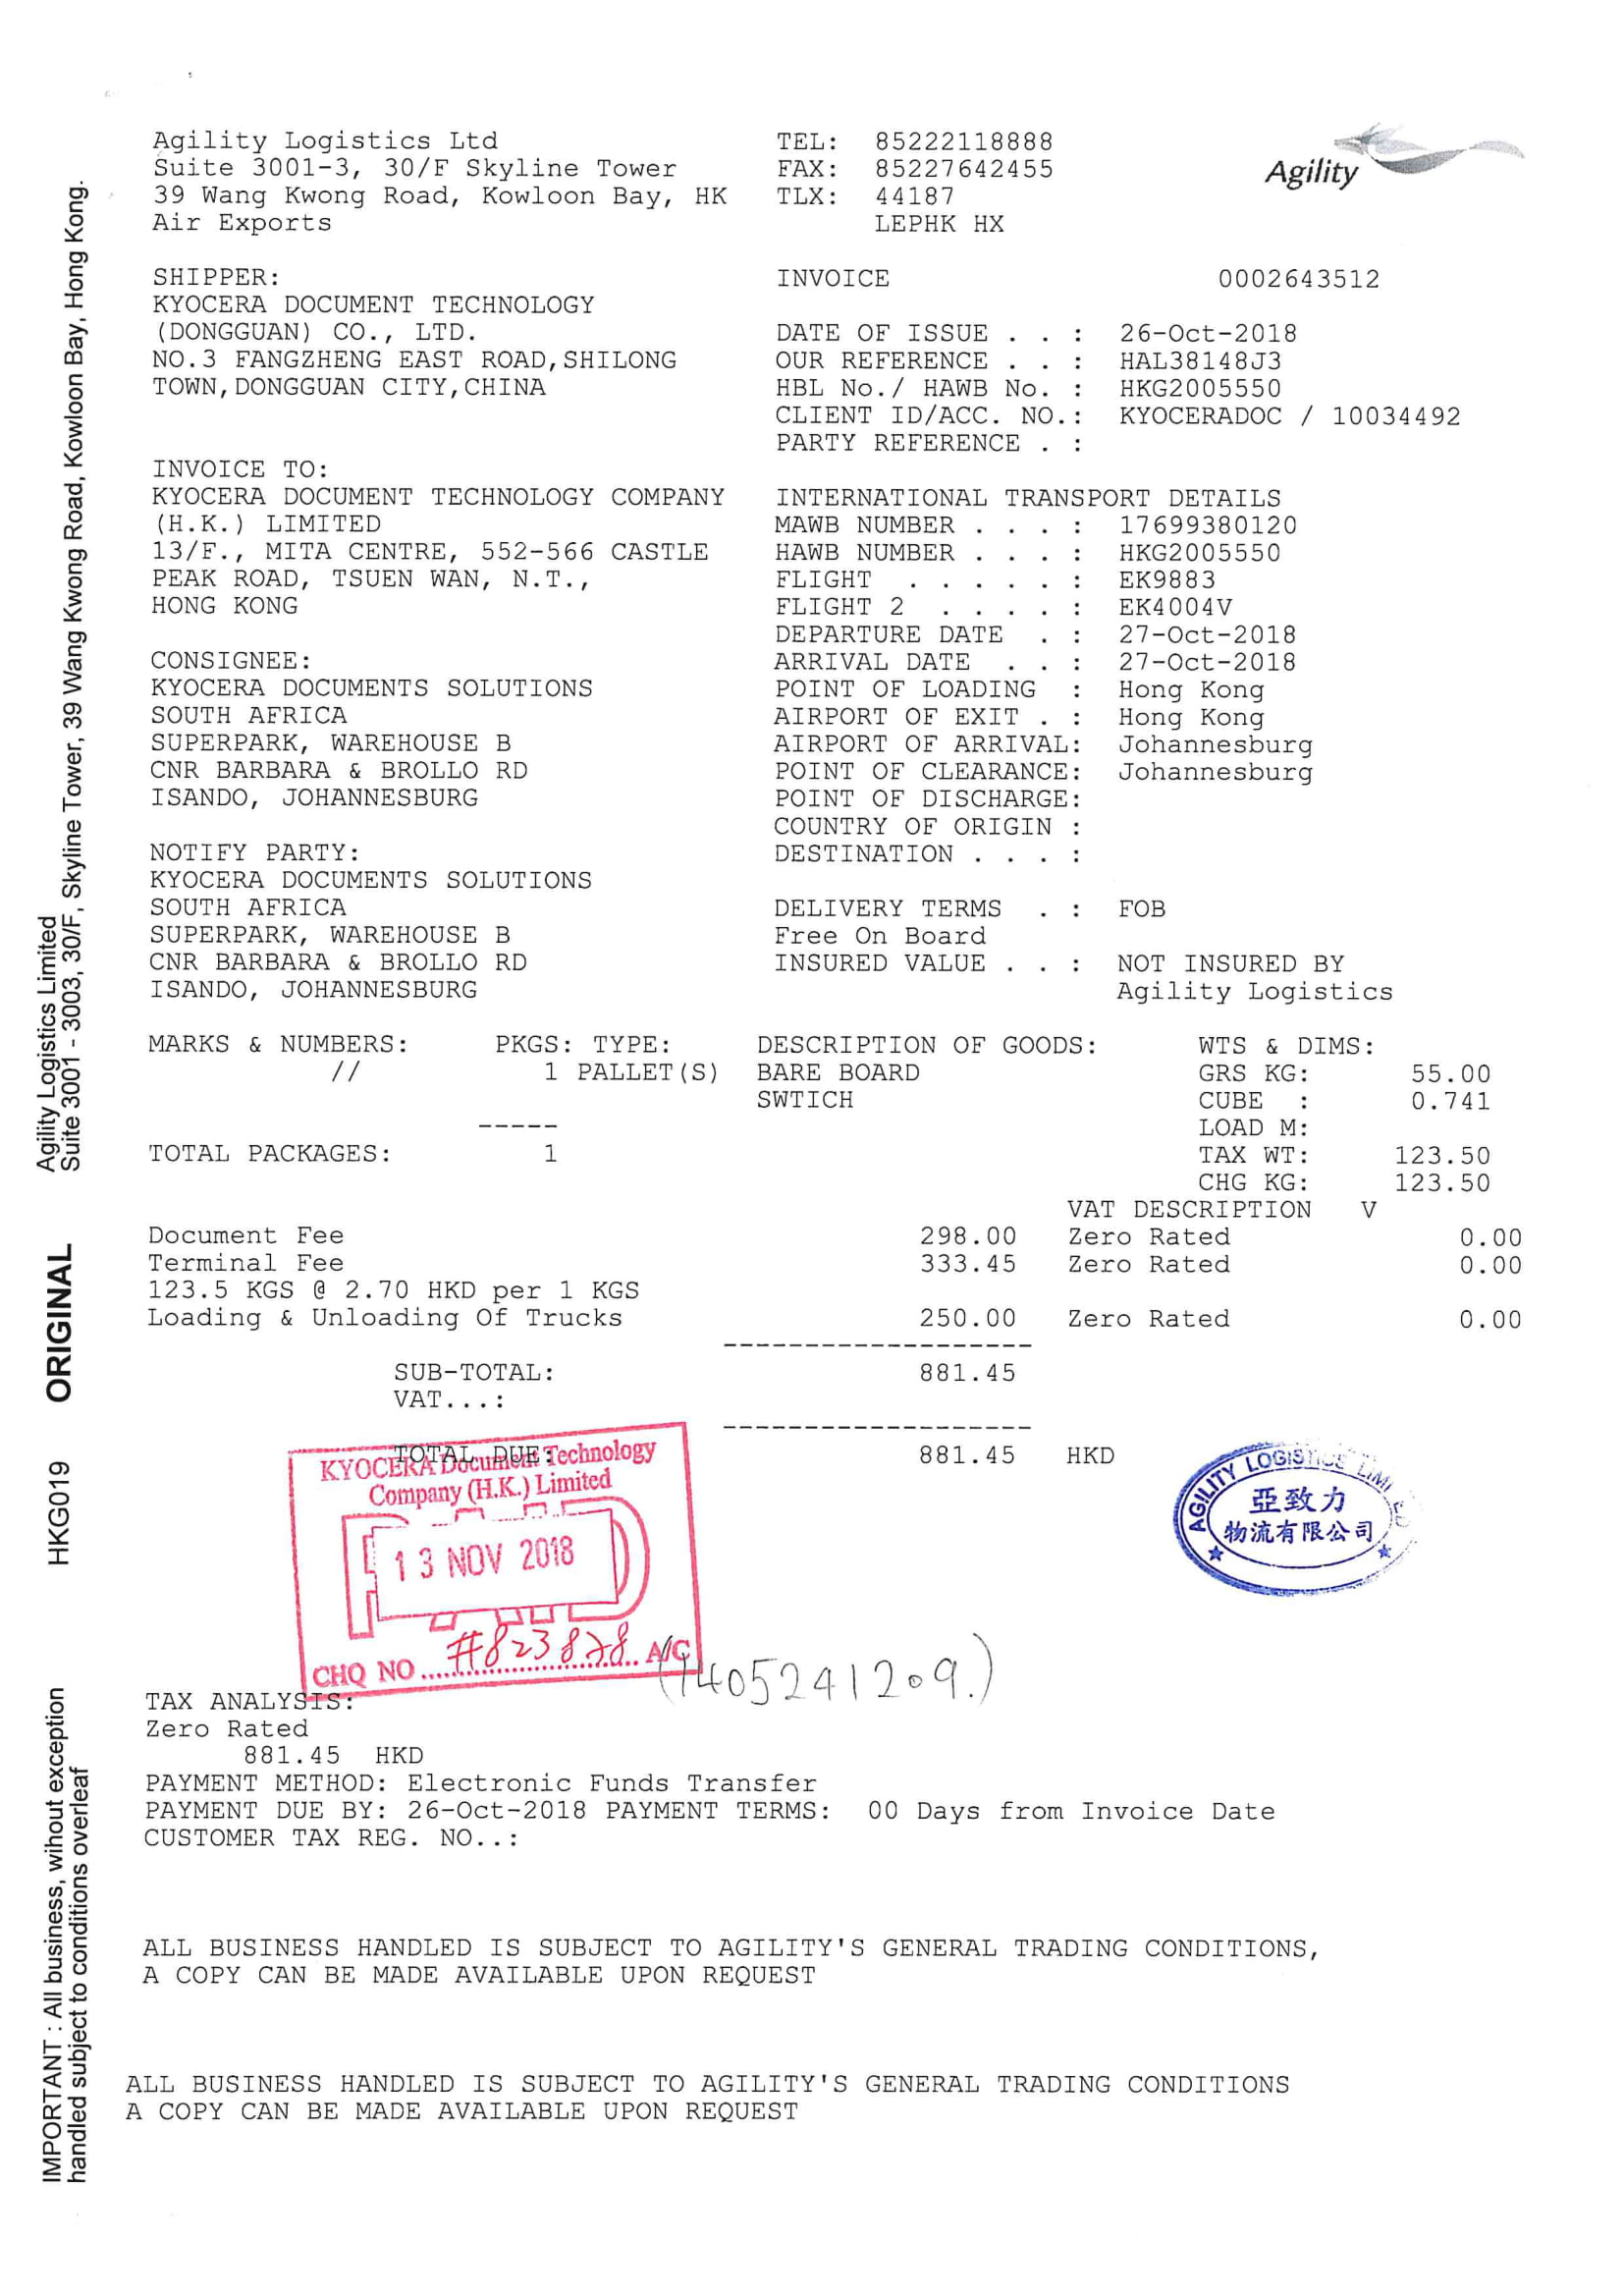 Agility Logistics Ltd
Suite 3001-3, 30/F Skyline Tower
39 Wang Kwong Road, Kowloon Bay, HK
Air Exports
TEL: 85222118888
FAX: 85227642455
TLX: 44187
LEPHK HX
Agility
SHIPPER:
KYOCERA DOCUMENT TECHNOLOGY
(DONGGUAN) CO., LTD.
NO.3 FANGZHENG EAST ROAD,SHILONG
TOWN,DONGGUAN CITY,CHINA
INVOICE 0002643512
DATE OF ISSUE . . : 26-Oct-2018
OUR REFERENCE . . : HAL38148J3
HBL No./ HAWB No. : HKG2005550
CLIENT ID/ACC. NO.: KYOCERADOC / 10034492
PARTY REFERENCE . :
INVOICE TO:
KYOCERA DOCUMENT TECHNOLOGY COMPANY
(H.K.) LIMITED
13/F., MITA CENTRE, 552-566 CASTLE
PEAK ROAD, TSUEN WAN, N.T.,
HONG KONG
INTERNATIONAL TRANSPORT DETAILS
MAWB NUMBER . . . : 17699380120
HAWB NUMBER . . . : HKG2005550
FLIGHT . . . . . : EK9883
FLIGHT 2 . . . . : EK4004V
DEPARTURE DATE . : 27-Oct-2018
ARRIVAL DATE . . : 27-Oct-2018
POINT OF LOADING : Hong Kong
AIRPORT OF EXIT . : Hong Kong
AIRPORT OF ARRIVAL: Johannesburg
POINT OF CLEARANCE: Johannesburg
POINT OF DISCHARGE:
COUNTRY OF ORIGIN :
DESTINATION . . . :
CONSIGNEE:
KYOCERA DOCUMENTS SOLUTIONS
SOUTH AFRICA
SUPERPARK, WAREHOUSE B
CNR BARBARA & BROLLO RD
ISANDO, JOHANNESBURG
NOTIFY PARTY:
KYOCERA DOCUMENTS SOLUTIONS
SOUTH AFRICA
SUPERPARK, WAREHOUSE B
CNR BARBARA & BROLLO RD
ISANDO, JOHANNESBURG
DELIVERY TERMS . : FOB
Free On Board
INSURED VALUE . . : NOT INSURED BY
Agility Logistics
MARKS & NUMBERS: PKGS: TYPE: DESCRIPTION OF GOODS: WTS & DIMS:
// 1 PALLET(S) BARE BOARD GRS KG: 55.00
SWTICH CUBE : 0.741
----- LOAD M:
TOTAL PACKAGES: 1 TAX WT: 123.50
CHG KG: 123.50
VAT DESCRIPTION V
Document Fee 298.00 Zero Rated 0.00
Terminal Fee 333.45 Zero Rated 0.00
123.5 KGS @ 2.70 HKD per 1 KGS
Loading & Unloading Of Trucks 250.00 Zero Rated 0.00
-------------------
SUB-TOTAL: 881.45
VAT...:
-------------------
TOTAL DUE: 881.45 HKD
KYOCERA Document Technology
Company (H.K.) Limited
13 NOV 2018
CHQ NO ........ #823828 A/C
(1405241209.)
AGILITY LOGISTICS LIMITED
亞致力
物流有限公司
TAX ANALYSIS:
Zero Rated
881.45 HKD
PAYMENT METHOD: Electronic Funds Transfer
PAYMENT DUE BY: 26-Oct-2018 PAYMENT TERMS: 00 Days from Invoice Date
CUSTOMER TAX REG. NO..:
ALL BUSINESS HANDLED IS SUBJECT TO AGILITY'S GENERAL TRADING CONDITIONS,
A COPY CAN BE MADE AVAILABLE UPON REQUEST
ALL BUSINESS HANDLED IS SUBJECT TO AGILITY'S GENERAL TRADING CONDITIONS
A COPY CAN BE MADE AVAILABLE UPON REQUEST
Agility Logistics Limited
Suite 3001 - 3003, 30/F, Skyline Tower, 39 Wang Kwong Road, Kowloon Bay, Hong Kong.
HKG019 ORIGINAL
IMPORTANT : All business, wihout exception
handled subject to conditions overleaf